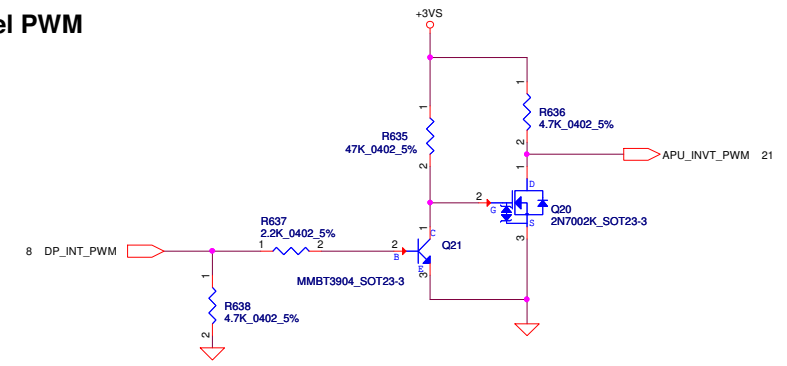 el PWM
+3VS
1
R635
47K_0402_5%
2
1
R636
4.7K_0402_5%
2
APU_INVT_PWM 21
1
D
2
G
S
Q20
2N7002K_SOT23-3
3
8 DP_INT_PWM
R637
2.2K_0402_5%
1 2
2
B
1
C
Q21
E
3
MMBT3904_SOT23-3
1
R638
4.7K_0402_5%
2